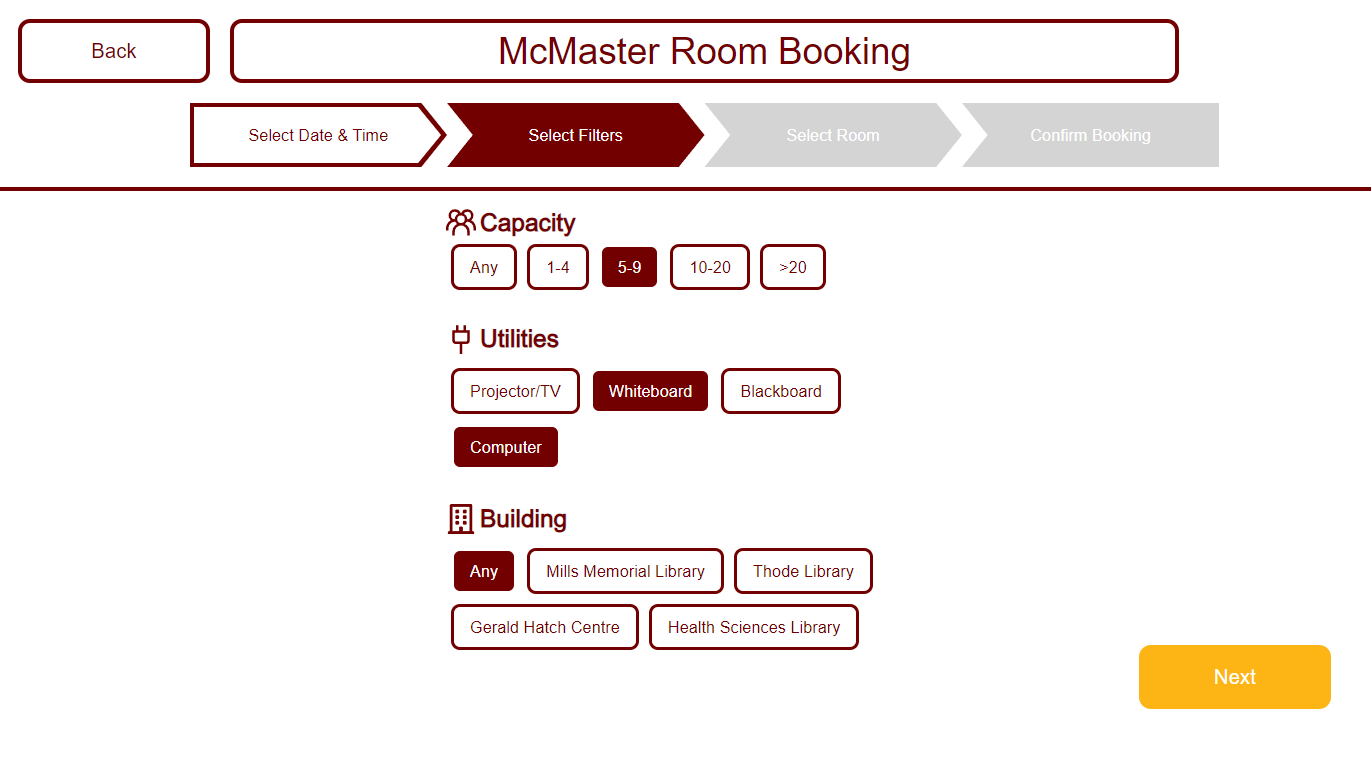 Back
McMaster Room Booking
Select Date & Time
Select Filters
Select Room
Confirm Booking
Capacity
Any
1-4
5-9
10-20
>20
Utilities
Projector/TV
Whiteboard
Blackboard
Computer
Building
Any
Mills Memorial Library
Thode Library
Gerald Hatch Centre
Health Sciences Library
Next